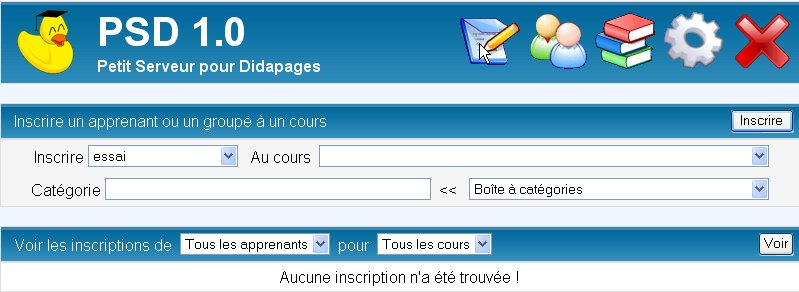 PSD 1.0
Petit Serveur pour Didapages
Inscrire un apprenant ou un groupe à un cours Inscrire
Inscrire essai Au cours
Catégorie << Boîte à catégories
Voir les inscriptions de Tous les apprenants pour Tous les cours Voir
Aucune inscription n'a été trouvée !